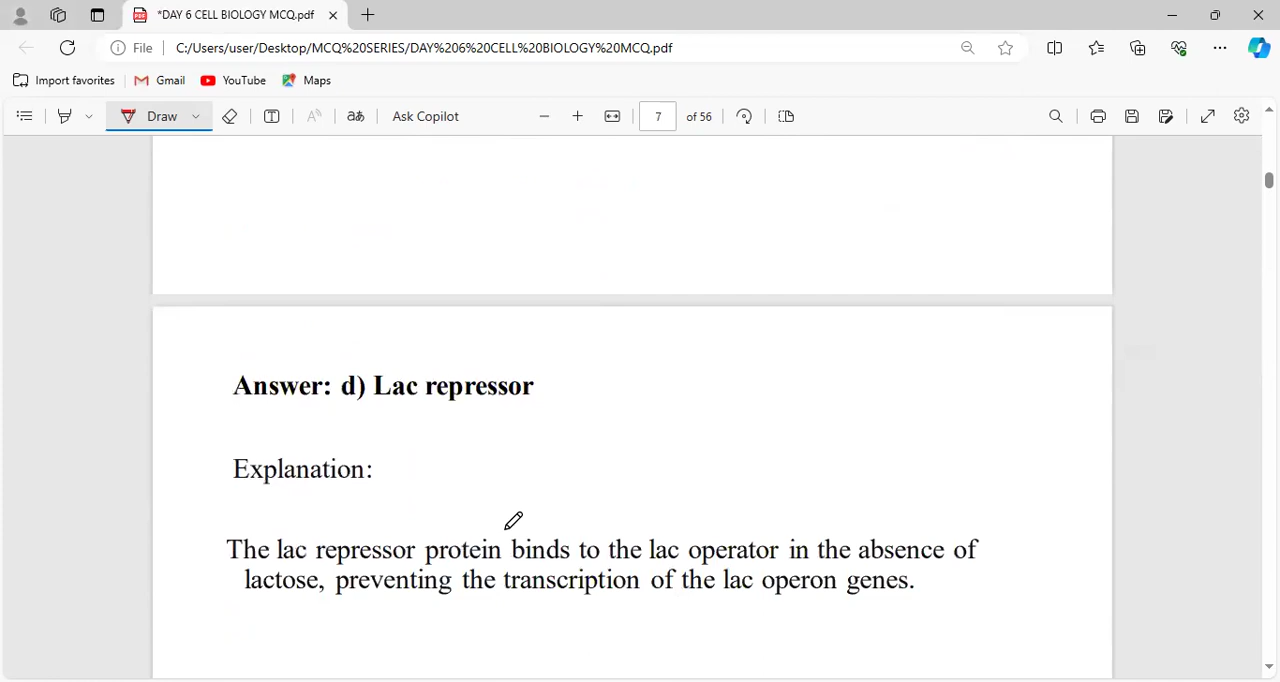 *DAY 6 CELL BIOLOGY MCQ.pdf
File
C:/Users/user/Desktop/MCQ%20SERIES/DAY%206%20CELL%20BIOLOGY%20MCQ.pdf
Import favorites
Gmail
YouTube
Maps
Draw
Ask Copilot
7
of 56
Answer: d) Lac repressor
Explanation:
The lac repressor protein binds to the lac operator in the absence of
lactose, preventing the transcription of the lac operon genes.